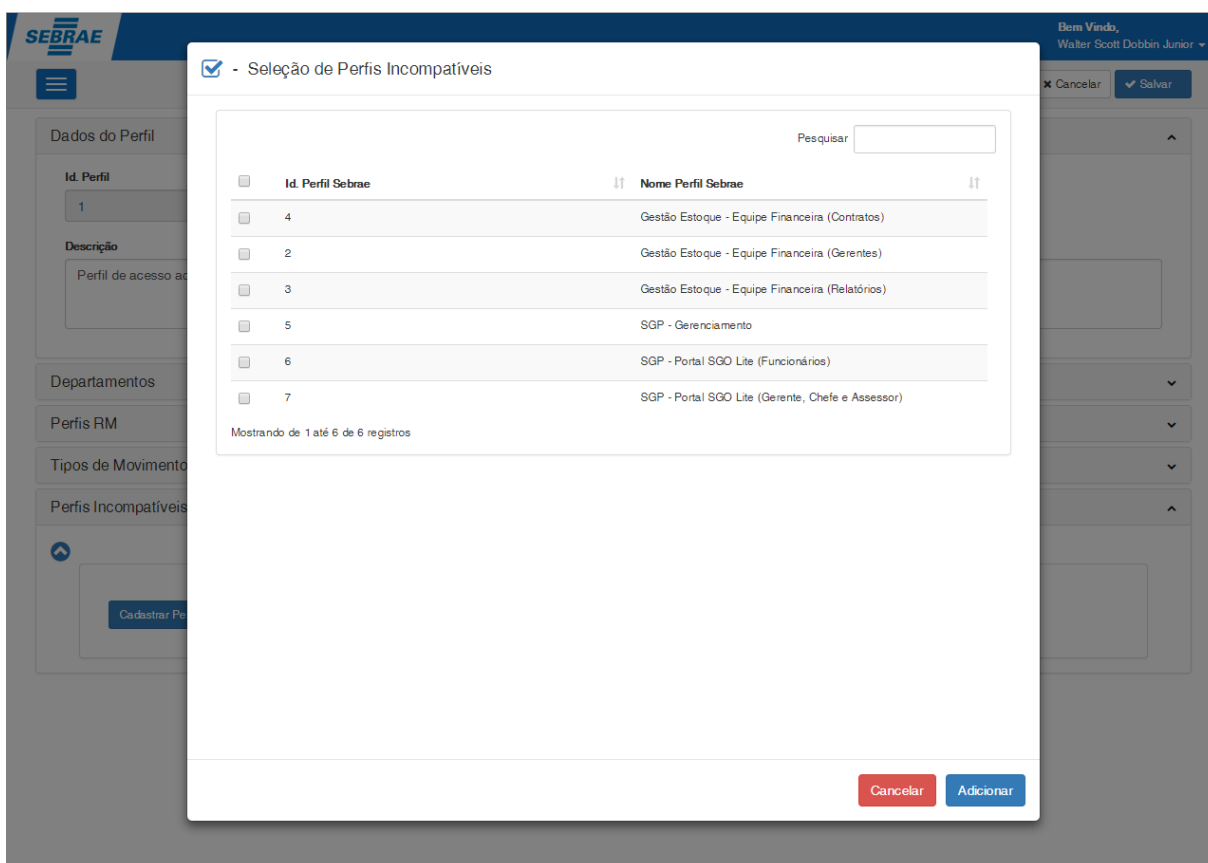 SEBRAE
Bem Vindo,
Walter Scott Dobbin Junior
- Seleção de Perfis Incompatíveis
Cancelar
Salvar
Dados do Perfil
Pesquisar
Id. Perfil
1
Id. Perfil Sebrae Nome Perfil Sebrae
4 Gestão Estoque - Equipe Financeira (Contratos)
Descrição
2 Gestão Estoque - Equipe Financeira (Gerentes)
Perfil de acesso ao
3 Gestão Estoque - Equipe Financeira (Relatórios)
5 SGP - Gerenciamento
6 SGP - Portal SGO Lite (Funcionários)
7 SGP - Portal SGO Lite (Gerente, Chefe e Assessor)
Mostrando de 1 até 6 de 6 registros
Departamentos
Perfis RM
Tipos de Movimento
Perfis Incompatíveis
Cadastrar Pe
Cancelar
Adicionar